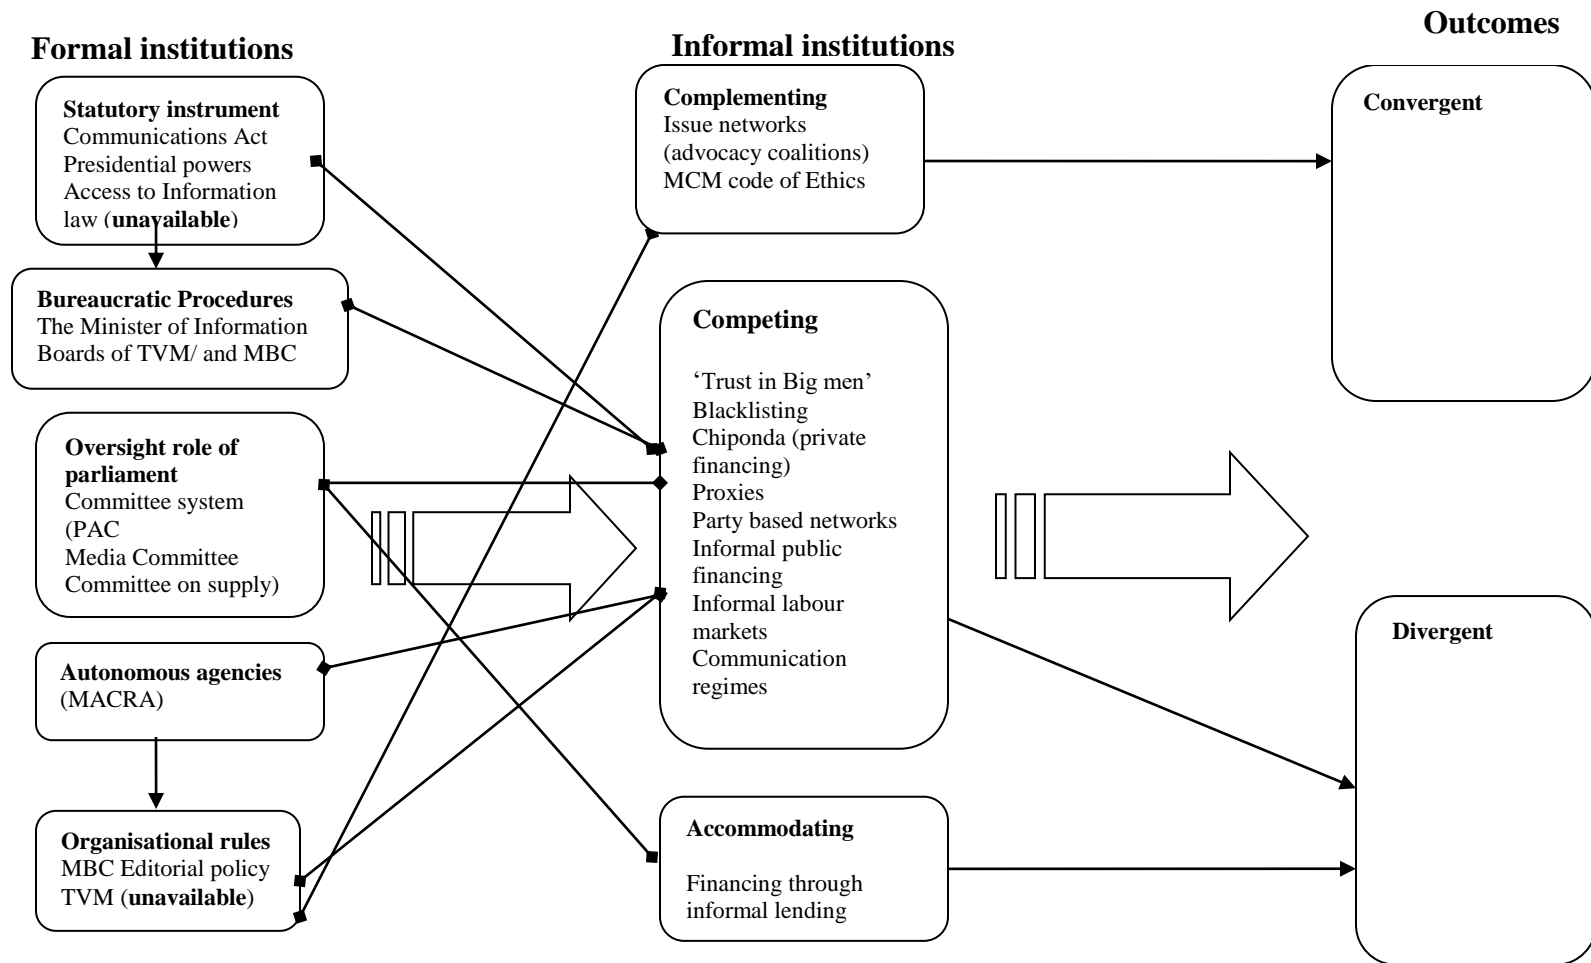 Formal institutions
Statutory instrument
Communications Act
Presidential powers
Access to Information
law (unavailable)
Bureaucratic Procedures
The Minister of Information
Boards of TVM/ and MBC
Oversight role of
parliament
Committee system
(PAC
Media Committee
Committee on supply)
Autonomous agencies
(MACRA)
Organisational rules
MBC Editorial policy
TVM (unavailable)
Informal institutions
Complementing
Issue networks
(advocacy coalitions)
MCM code of Ethics
Competing
‘Trust in Big men’
Blacklisting
Chiponda (private
financing)
Proxies
Party based networks
Informal public
financing
Informal labour
markets
Communication
regimes
Accommodating
Financing through
informal lending
Outcomes
Convergent
Divergent